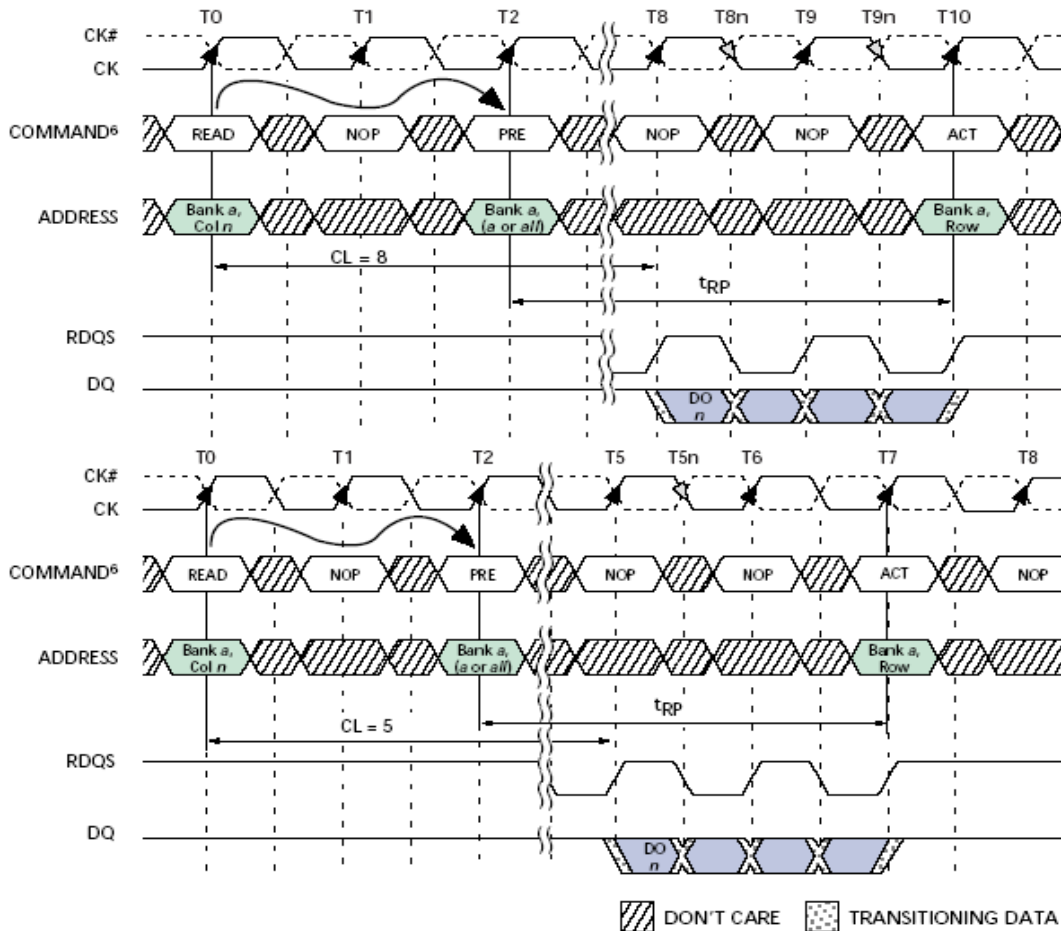 T0 T1 T2 T8 T8n T9 T9n T10
CK#
CK
COMMAND6 READ NOP PRE NOP NOP ACT
ADDRESS Bank a, Col n Bank a, (a or all) Bank a, Row
CL = 8
tRP
RDQS
DQ
DO n
T0 T1 T2 T5 T5n T6 T7 T8
CK#
CK
COMMAND6 READ NOP PRE NOP NOP ACT NOP
ADDRESS Bank a, Col n Bank a, (a or all) Bank a, Row
tRP
CL = 5
RDQS
DQ
DO n
DON'T CARE TRANSITIONING DATA